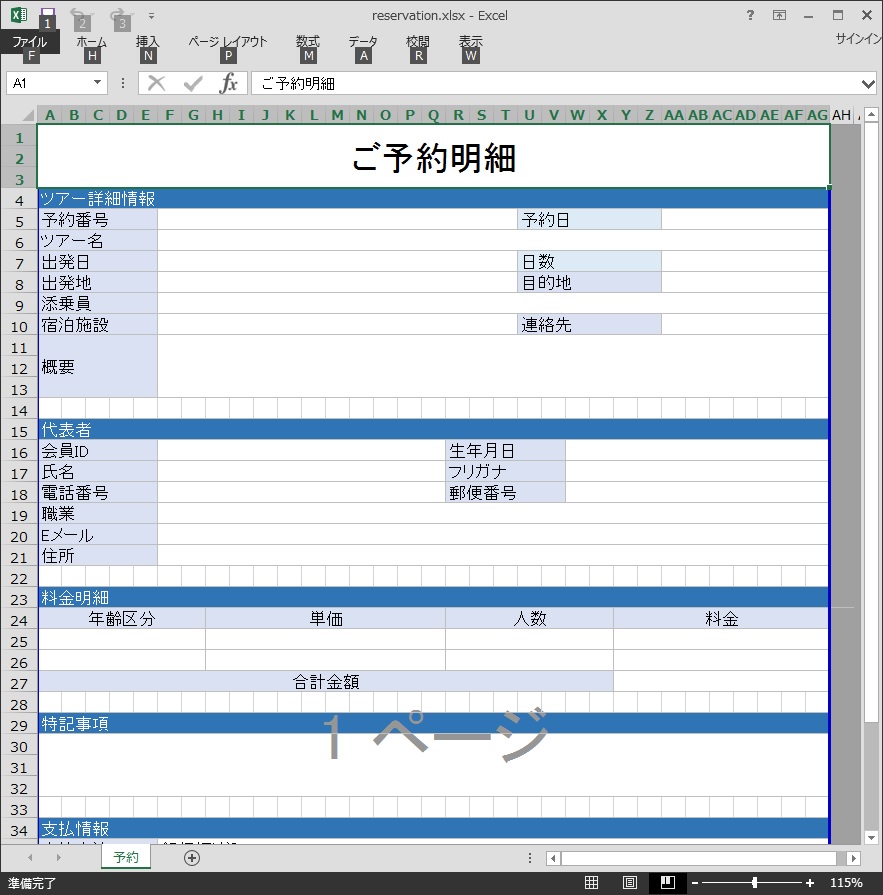 reservation.xlsx - Excel
1 2 3
ファイル ホーム 挿入 ページ レイアウト 数式 データ 校閲 表示 サインイン
F H N P M A R W
A1 fx ご予約明細
A B C D E F G H I J K L M N O P Q R S T U V W X Y Z AA AB AC AD AE AF AG AH
1
2 ご予約明細
3
4 ツアー詳細情報
5 予約番号 予約日
6 ツアー名
7 出発日 日数
8 出発地 目的地
9 添乗員
10 宿泊施設 連絡先
11
12 概要
13
14
15 代表者
16 会員ID 生年月日
17 氏名 フリガナ
18 電話番号 郵便番号
19 職業
20 Eメール
21 住所
22
23 料金明細
24 年齢区分 単価 人数 料金
25
26
27 合計金額
28
29 特記事項
1 ページ
30
31
32
33
34 支払情報
予約
準備完了 115%